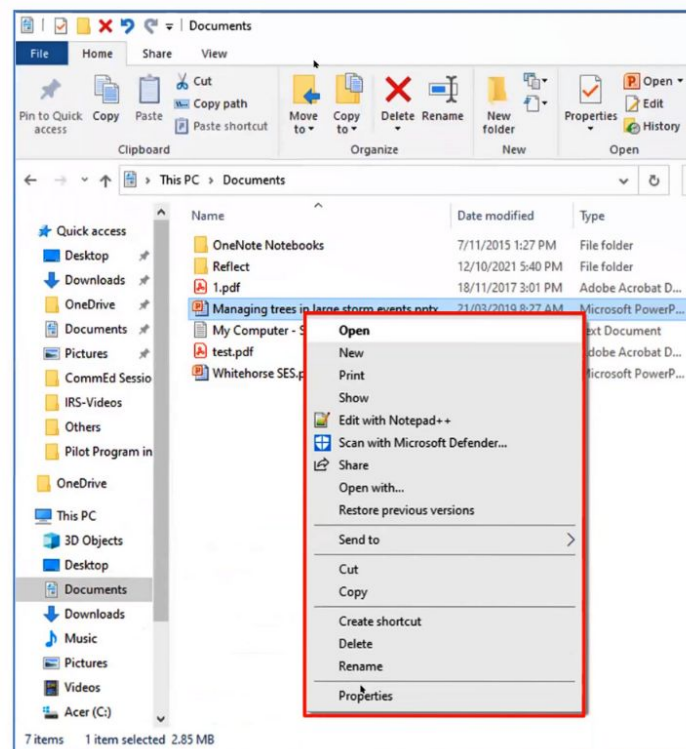 Documents
File Home Share View
Pin to Quick access
Copy
Paste
Cut
Copy path
Paste shortcut
Move to
Copy to
Delete
Rename
New folder
Properties
Open
Edit
History
Clipboard
Organize
New
Open
This PC > Documents
Name Date modified Type
Quick access
Desktop
Downloads
OneDrive
Documents
Pictures
CommEd Sessio
IRS-Videos
Others
Pilot Program in
OneDrive
This PC
3D Objects
Desktop
Documents
Downloads
Music
Pictures
Videos
Acer (C:)
OneNote Notebooks 7/11/2015 1:27 PM File folder
Reflect 12/10/2021 5:40 PM File folder
1.pdf 18/11/2017 3:01 PM Adobe Acrobat D...
Managing trees in large storm events.pptx 21/03/2019 8:27 AM Microsoft PowerP...
My Computer - S ext Document
test.pdf dobe Acrobat D...
Whitehorse SES.p Microsoft PowerP...
Open
New
Print
Show
Edit with Notepad++
Scan with Microsoft Defender...
Share
Open with...
Restore previous versions
Send to
Cut
Copy
Create shortcut
Delete
Rename
Properties
7 items 1 item selected 2.85 MB